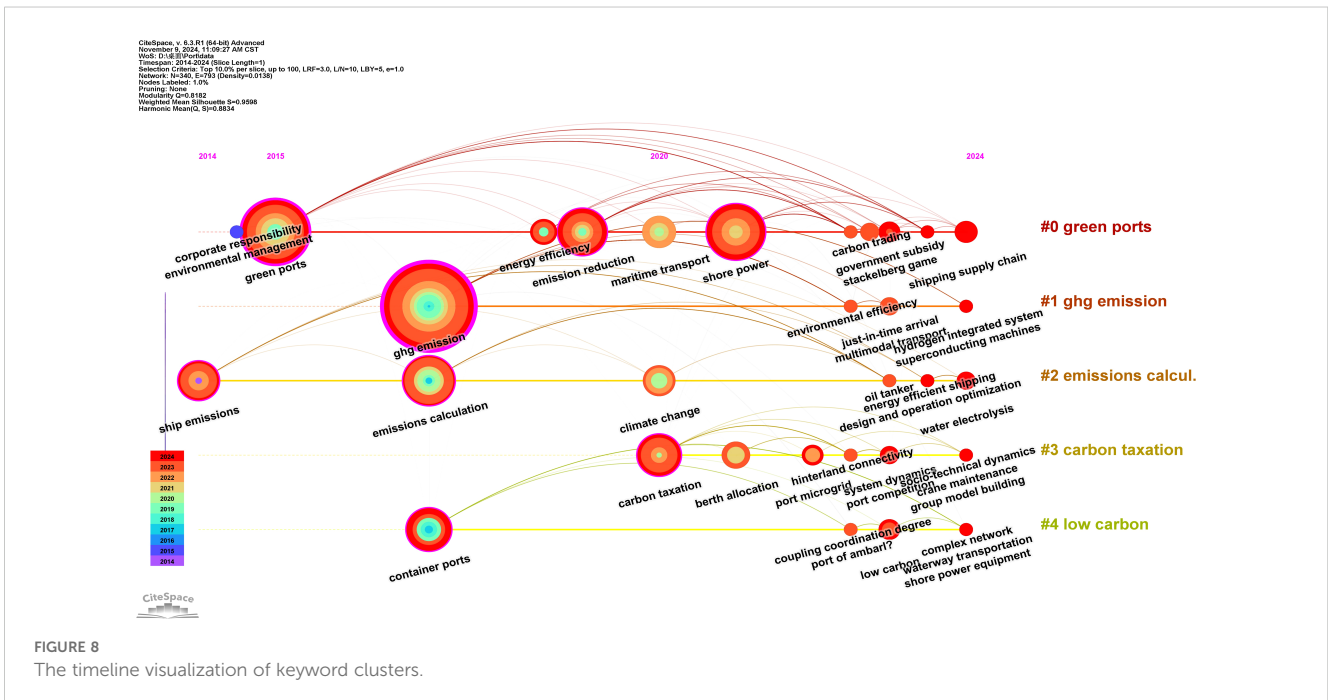 CiteSpace, v. 6.3.R1 (64-bit) Advanced
November 9, 2024, 11:09:27 AM CST
WoS: D:\桌面\Port\data
Timespan: 2014-2024 (Slice Length=1)
Selection Criteria: Top 10.0% per slice, up to 100, LRF=3.0, L/N=10, LBY=5, e=1.0
Network: N=340, E=793 (Density=0.0138)
Nodes Labeled: 1.0%
Pruning: None
Modularity Q=0.8182
Weighted Mean Silhouette S=0.9598
Harmonic Mean(Q, S)=0.8834
2014
2015
2020
2024
#0 green ports
corporate responsibility
environmental management
green ports
energy efficiency
emission reduction
maritime transport
shore power
carbon trading
government subsidy
stackelberg game
shipping supply chain
#1 ghg emission
ghg emission
environmental efficiency
just-in-time arrival
multimodal transport
hydrogen integrated system
superconducting machines
#2 emissions calcul.
ship emissions
emissions calculation
climate change
oil tanker
energy efficient shipping
design and operation optimization
water electrolysis
#3 carbon taxation
carbon taxation
berth allocation
port microgrid
hinterland connectivity
system dynamics
port competition
socio-technical dynamics
crane maintenance
group model building
#4 low carbon
container ports
coupling coordination degree
port of ambarl?
low carbon
complex network
waterway transportation
shore power equipment
2024
2023
2022
2021
2020
2019
2018
2017
2016
2015
2014
CiteSpace
FIGURE 8
The timeline visualization of keyword clusters.